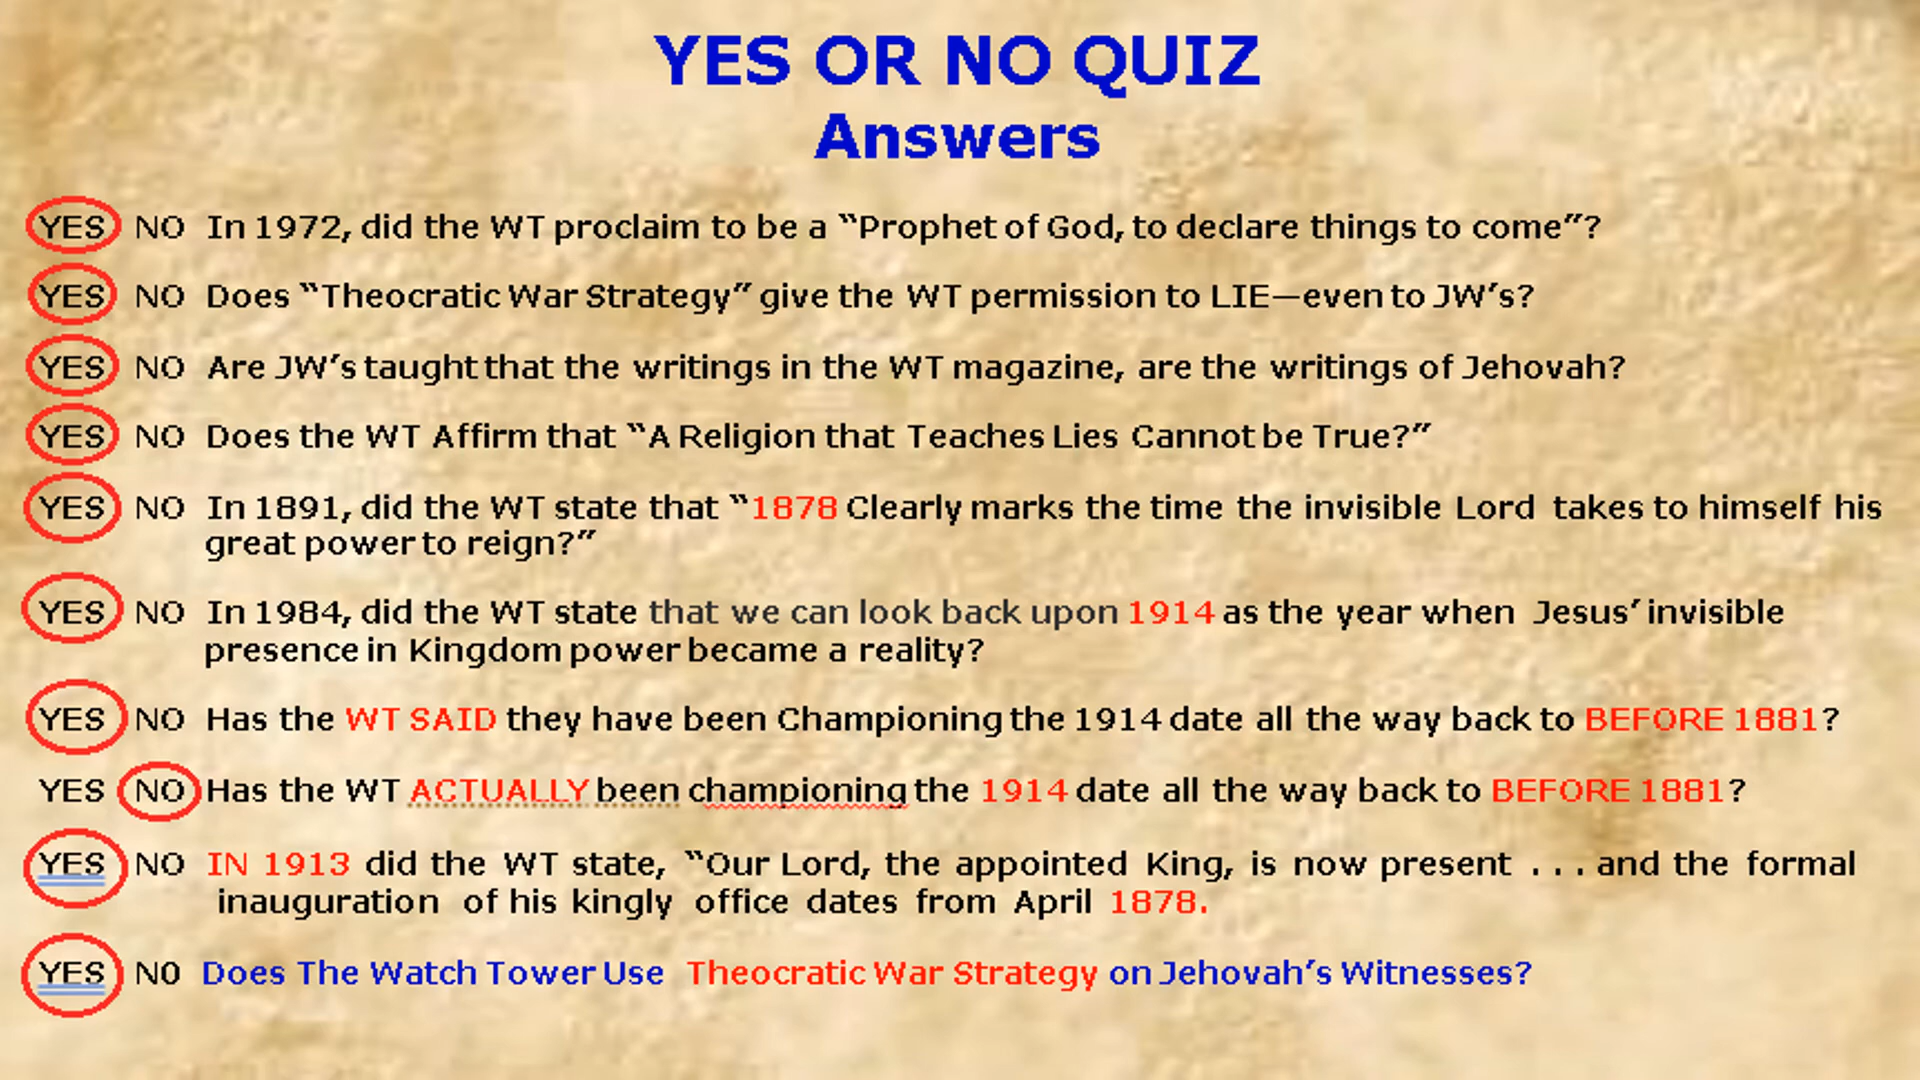 YES OR NO QUIZ
Answers
YES NO In 1972, did the WT proclaim to be a “Prophet of God, to declare things to come”?
YES NO Does “Theocratic War Strategy” give the WT permission to LIE—even to JW’s?
YES NO Are JW’s taught that the writings in the WT magazine, are the writings of Jehovah?
YES NO Does the WT Affirm that “A Religion that Teaches Lies Cannot be True?”
YES NO In 1891, did the WT state that “1878 Clearly marks the time the invisible Lord takes to himself his
great power to reign?”
YES NO In 1984, did the WT state that we can look back upon 1914 as the year when Jesus’ invisible
presence in Kingdom power became a reality?
YES NO Has the WT SAID they have been Championing the 1914 date all the way back to BEFORE 1881?
YES NO Has the WT ACTUALLY been championing the 1914 date all the way back to BEFORE 1881?
YES NO IN 1913 did the WT state, “Our Lord, the appointed King, is now present . . . and the formal
inauguration of his kingly office dates from April 1878.
YES N0 Does The Watch Tower Use Theocratic War Strategy on Jehovah’s Witnesses?